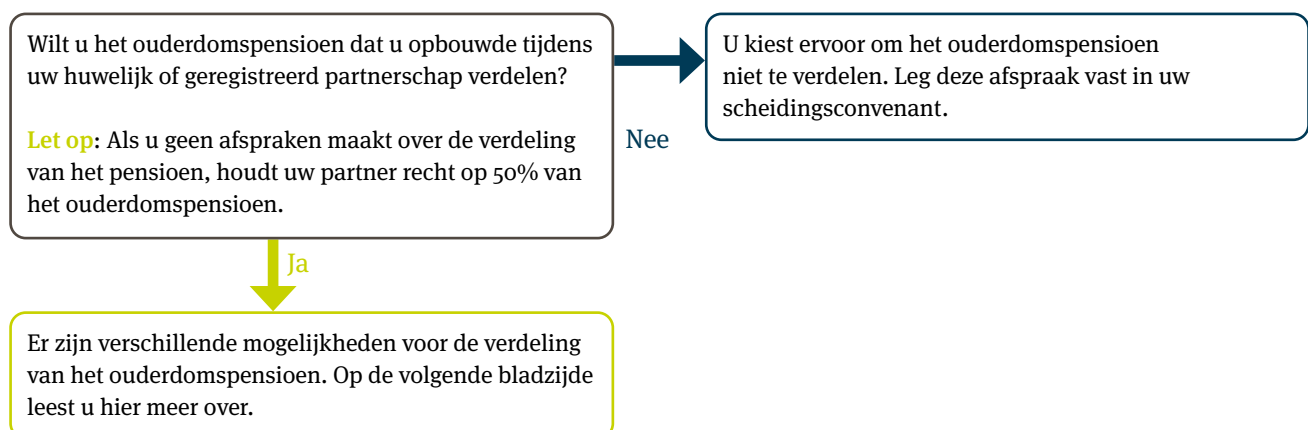 Wilt u het ouderdomspensioen dat u opbouwde tijdens
uw huwelijk of geregistreerd partnerschap verdelen?
Let op: Als u geen afspraken maakt over de verdeling
van het pensioen, houdt uw partner recht op 50% van
het ouderdomspensioen.
Nee
U kiest ervoor om het ouderdomspensioen
niet te verdelen. Leg deze afspraak vast in uw
scheidingsconvenant.
Ja
Er zijn verschillende mogelijkheden voor de verdeling
van het ouderdomspensioen. Op de volgende bladzijde
leest u hier meer over.